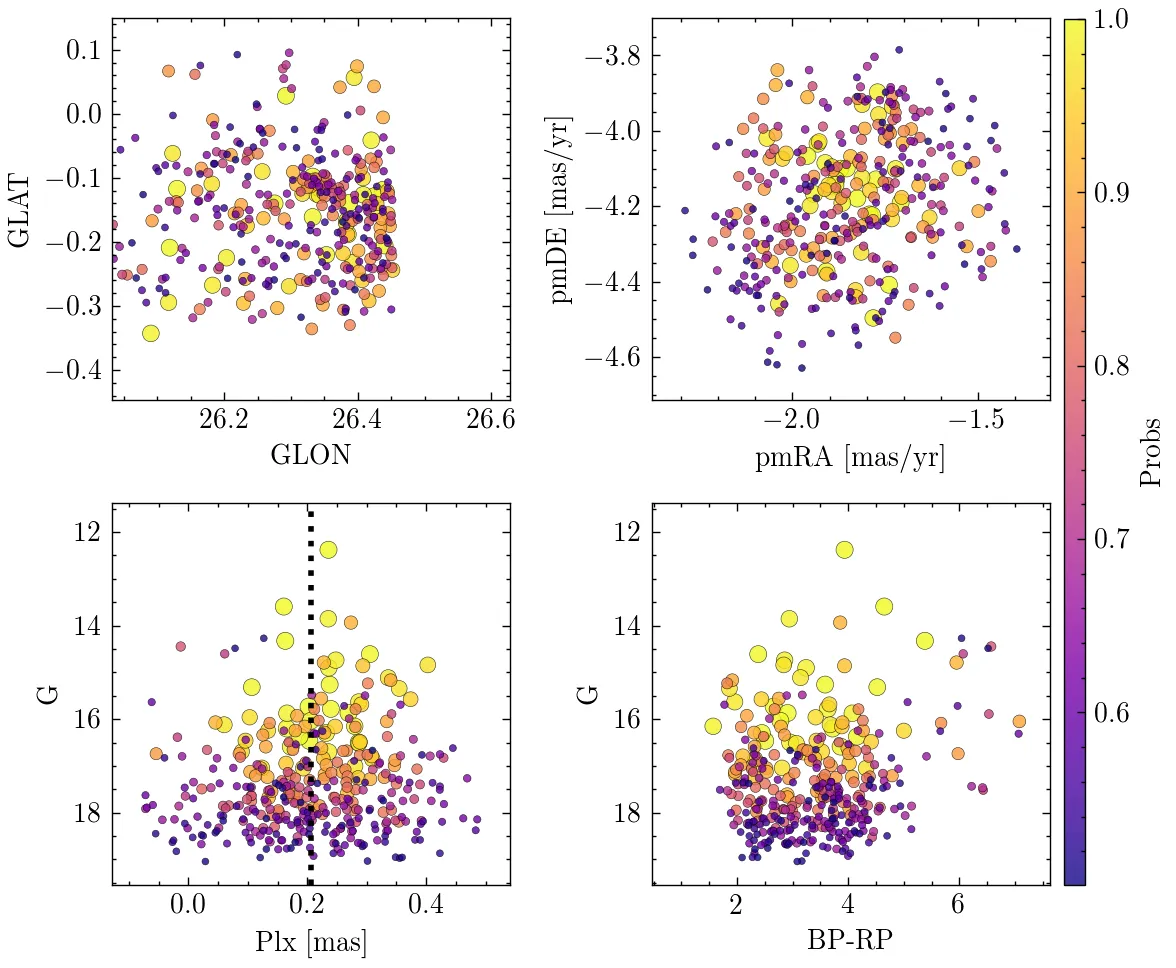 0.1
0.0
−0.1
−0.2
−0.3
−0.4
GLAT
26.2 26.4 26.6
GLON
−3.8
−4.0
−4.2
−4.4
−4.6
pmDE [mas/yr]
−2.0 −1.5
pmRA [mas/yr]
1.0
0.9
0.8
0.7
0.6
Probs
12
14
16
18
G
0.0 0.2 0.4
Plx [mas]
12
14
16
18
G
2 4 6
BP-RP